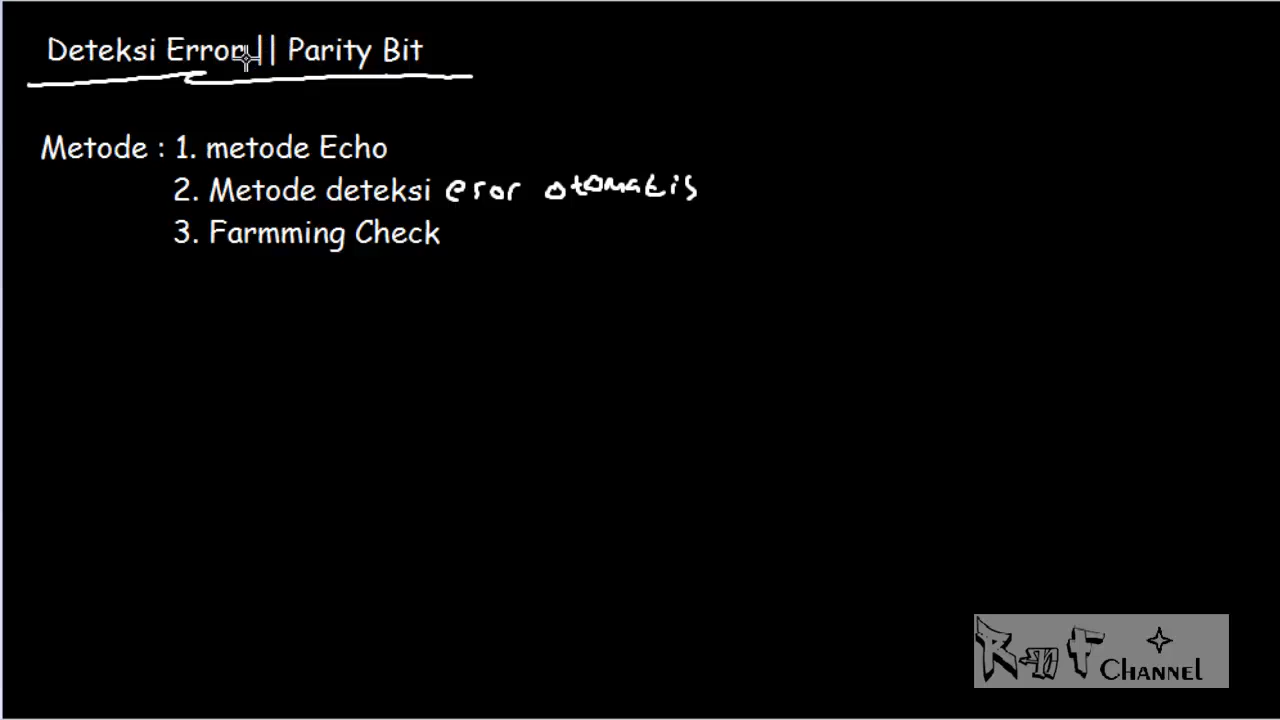 Deteksi Error || Parity Bit
Metode : 1. metode Echo
2. Metode deteksi eror otomatis
3. Farmming Check
CHANNEL